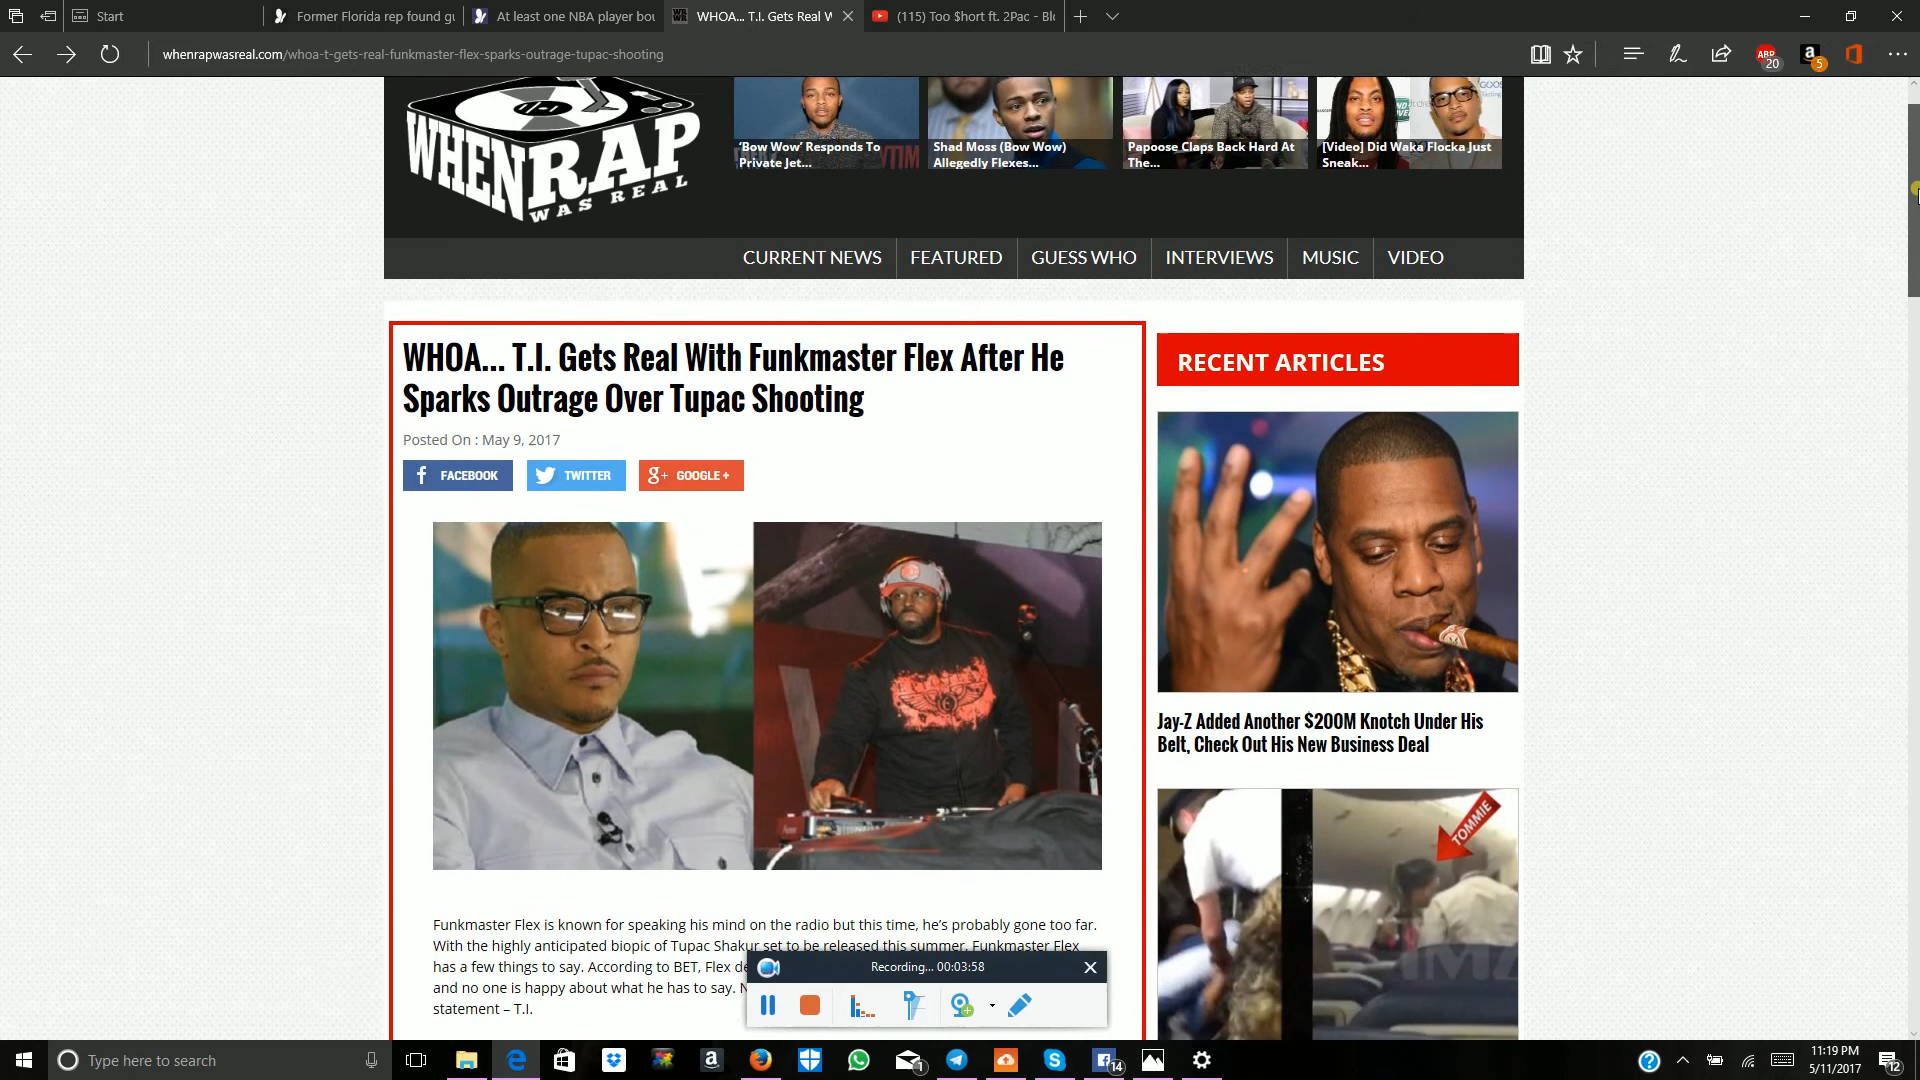 Start
Former Florida rep found gu
At least one NBA player bou
WHOA... T.I. Gets Real W
(115) Too $hort ft. 2Pac - Blo
whenrapwasreal.com/whoa-t-gets-real-funkmaster-flex-sparks-outrage-tupac-shooting
ABP
20
a
5
WHEN RAP
WAS REAL
'Bow Wow' Responds To
Private Jet...
Shad Moss (Bow Wow)
Allegedly Flexes...
Papoose Claps Back Hard At
The...
[Video] Did Waka Flocka Just
Sneak...
CURRENT NEWS
FEATURED
GUESS WHO
INTERVIEWS
MUSIC
VIDEO
WHOA... T.I. Gets Real With Funkmaster Flex After He
Sparks Outrage Over Tupac Shooting
Posted On : May 9, 2017
FACEBOOK
TWITTER
g+ GOOGLE +
Funkmaster Flex is known for speaking his mind on the radio but this time, he's probably gone too far.
With the highly anticipated biopic of Tupac Shakur set to be released this summer, Funkmaster Flex
has a few things to say. According to BET, Flex de
and no one is happy about what he has to say. N
statement – T.I.
RECENT ARTICLES
Jay-Z Added Another $200M Knotch Under His
Belt, Check Out His New Business Deal
TOMMIE
Recording... 00:03:58
Type here to search
a
1
14
11:19 PM
5/11/2017
12